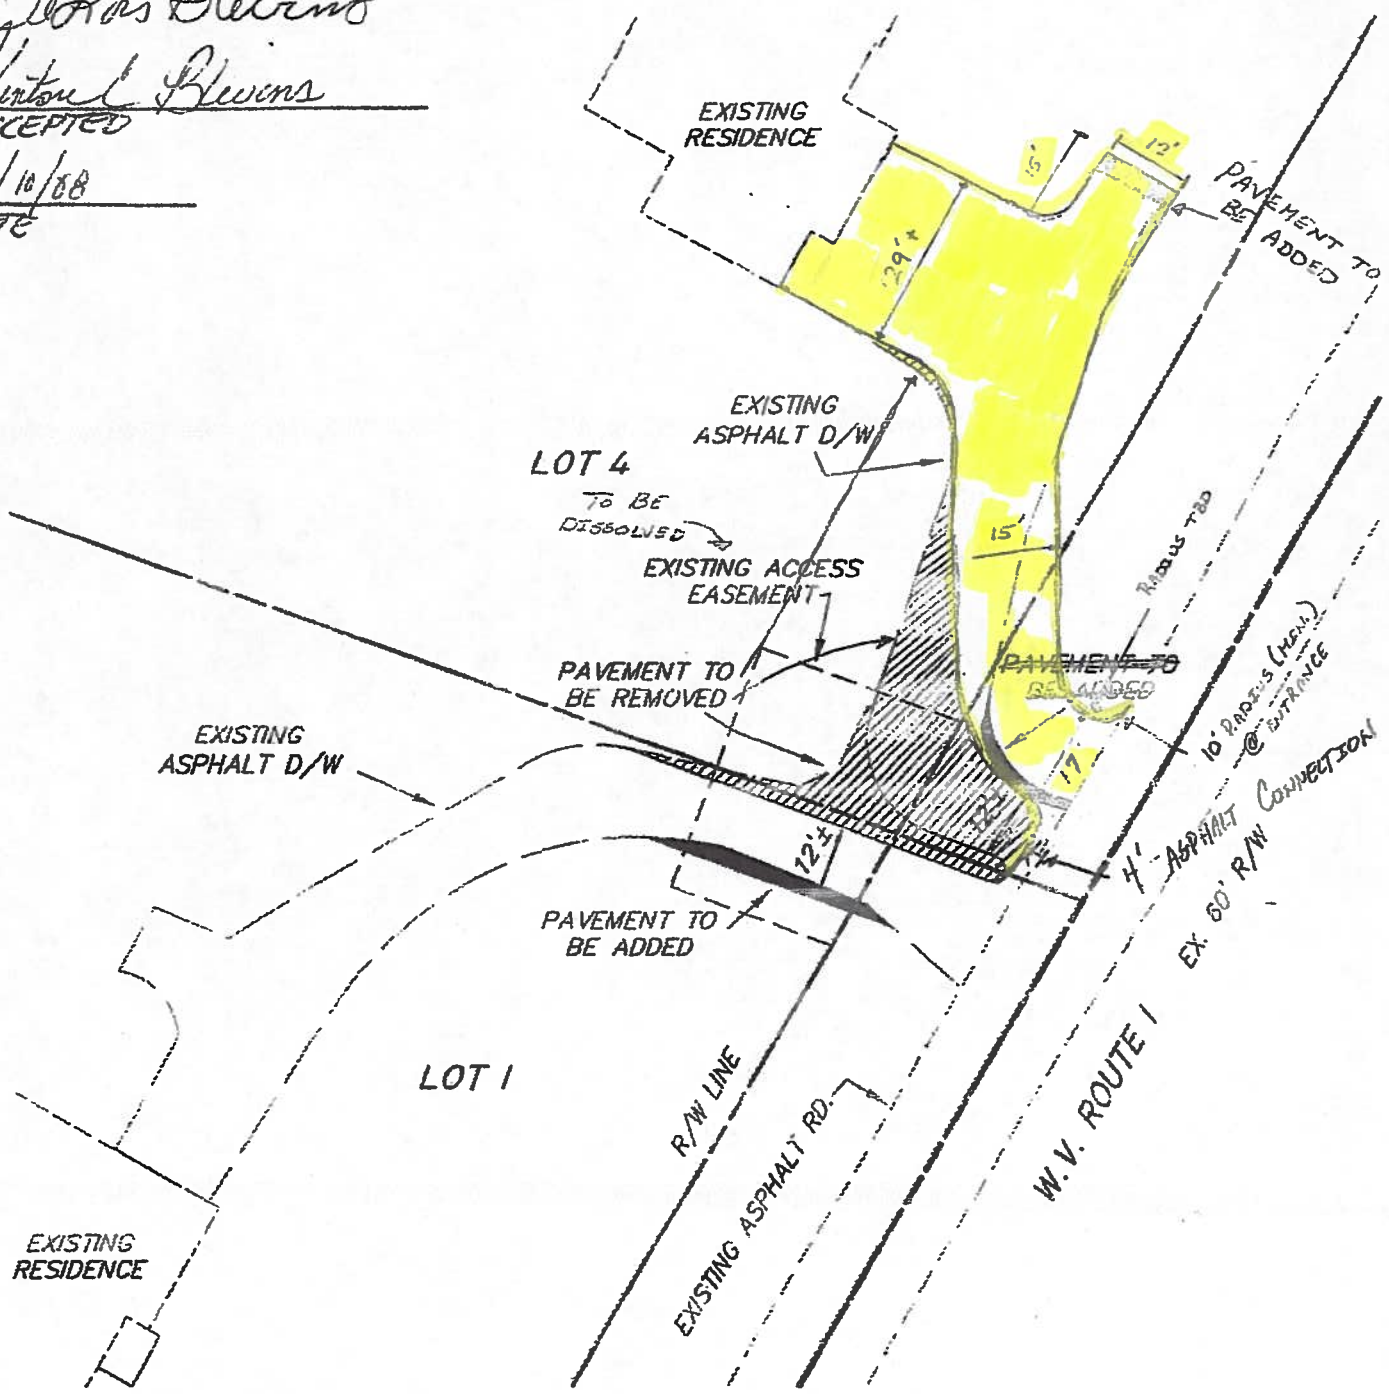 Blevins
CCEPTED
10/88
TE
EXISTING
RESIDENCE
15'
12'
PAVEMENT TO
BE ADDED
29'±
EXISTING
ASPHALT D/W
LOT 4
TO BE
DISSOLVED
EXISTING ACCESS
EASEMENT
15'
RADIUS TBD
PAVEMENT TO
BE REMOVED
PAVEMENT TO
BE ADDED
10' RADIUS (MIN.)
@ ENTRANCE
17'
12'±
4' ASPHALT CONNECTION
EXISTING
ASPHALT D/W
12'±
PAVEMENT TO
BE ADDED
EX. 60' R/W
LOT 1
R/W LINE
EXISTING ASPHALT RD.
W.V. ROUTE 1
EXISTING
RESIDENCE